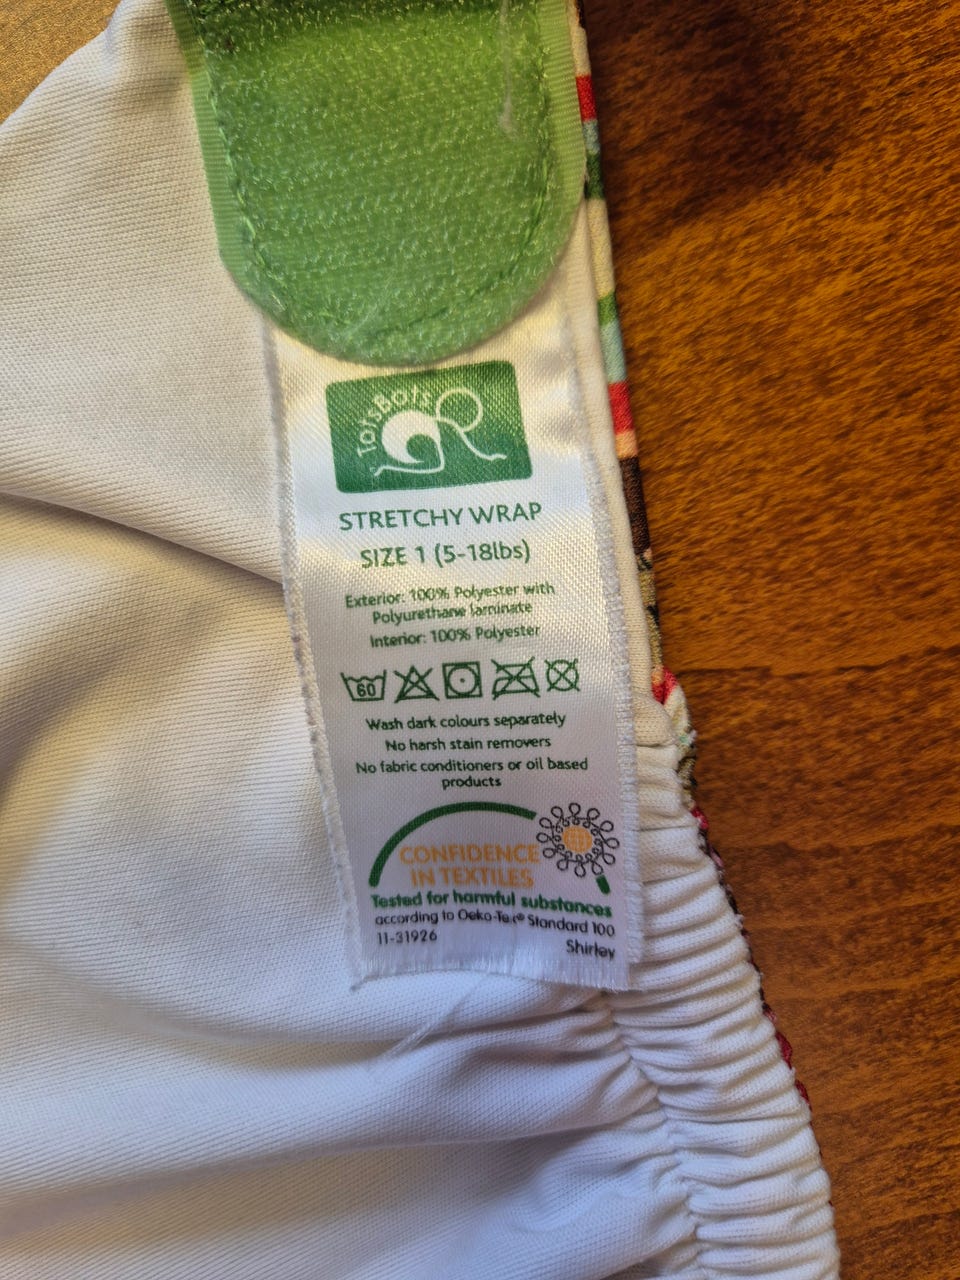 TotsBots
STRETCHY WRAP
SIZE 1 (5-18lbs)
Exterior: 100% Polyester with
Polyurethane laminate
Interior: 100% Polyester
60
Wash dark colours separately
No harsh stain removers
No fabric conditioners or oil based
products
CONFIDENCE
IN TEXTILES
Tested for harmful substances
according to Oeko-Tex® Standard 100
11-31926
Shirley